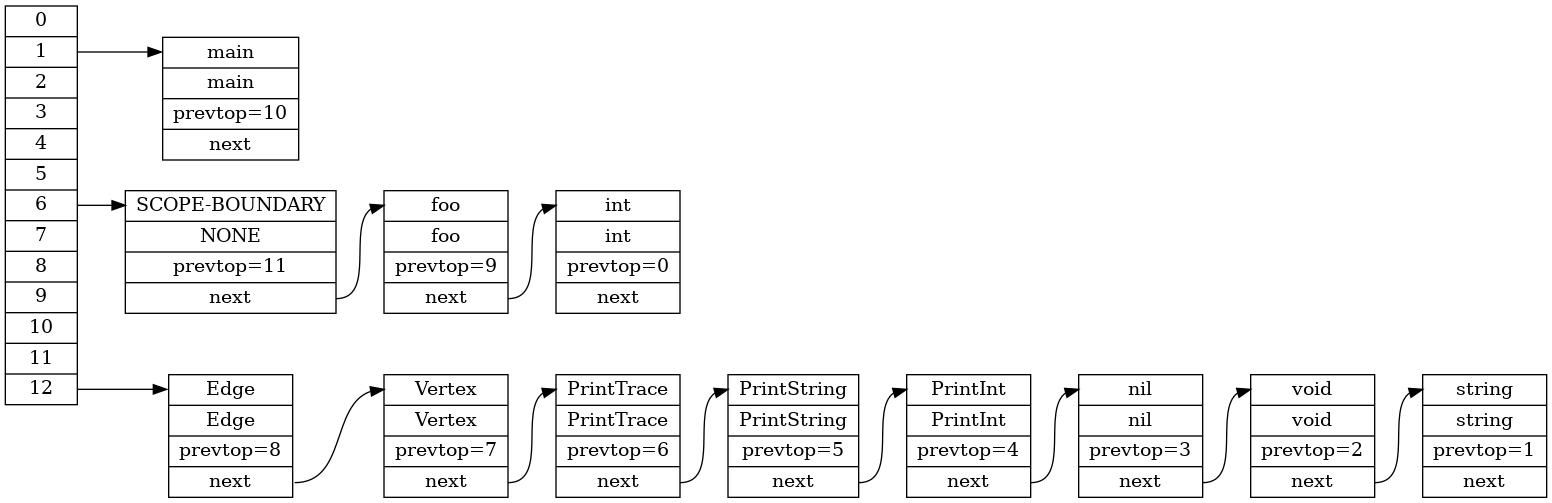 0
1
2
3
4
5
6
7
8
9
10
11
12
main
main
prevtop=10
next
SCOPE-BOUNDARY
NONE
prevtop=11
next
foo
foo
prevtop=9
next
int
int
prevtop=0
next
Edge
Edge
prevtop=8
next
Vertex
Vertex
prevtop=7
next
PrintTrace
PrintTrace
prevtop=6
next
PrintString
PrintString
prevtop=5
next
PrintInt
PrintInt
prevtop=4
next
nil
nil
prevtop=3
next
void
void
prevtop=2
next
string
string
prevtop=1
next